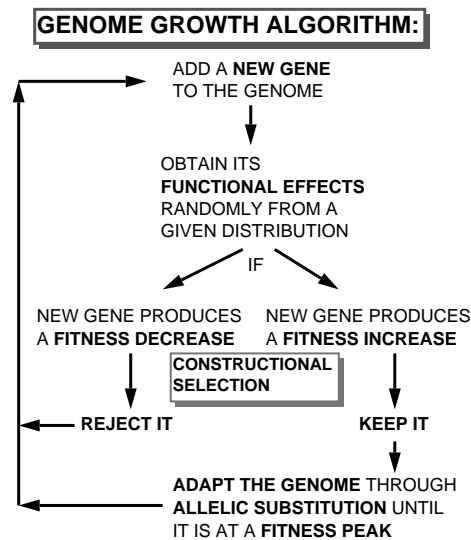 GENOME GROWTH ALGORITHM:
ADD A NEW GENE
TO THE GENOME
OBTAIN ITS
FUNCTIONAL EFFECTS
RANDOMLY FROM A
GIVEN DISTRIBUTION
IF
NEW GENE PRODUCES
A FITNESS DECREASE
NEW GENE PRODUCES
A FITNESS INCREASE
CONSTRUCTIONAL
SELECTION
REJECT IT
KEEP IT
ADAPT THE GENOME THROUGH
ALLELIC SUBSTITUTION UNTIL
IT IS AT A FITNESS PEAK